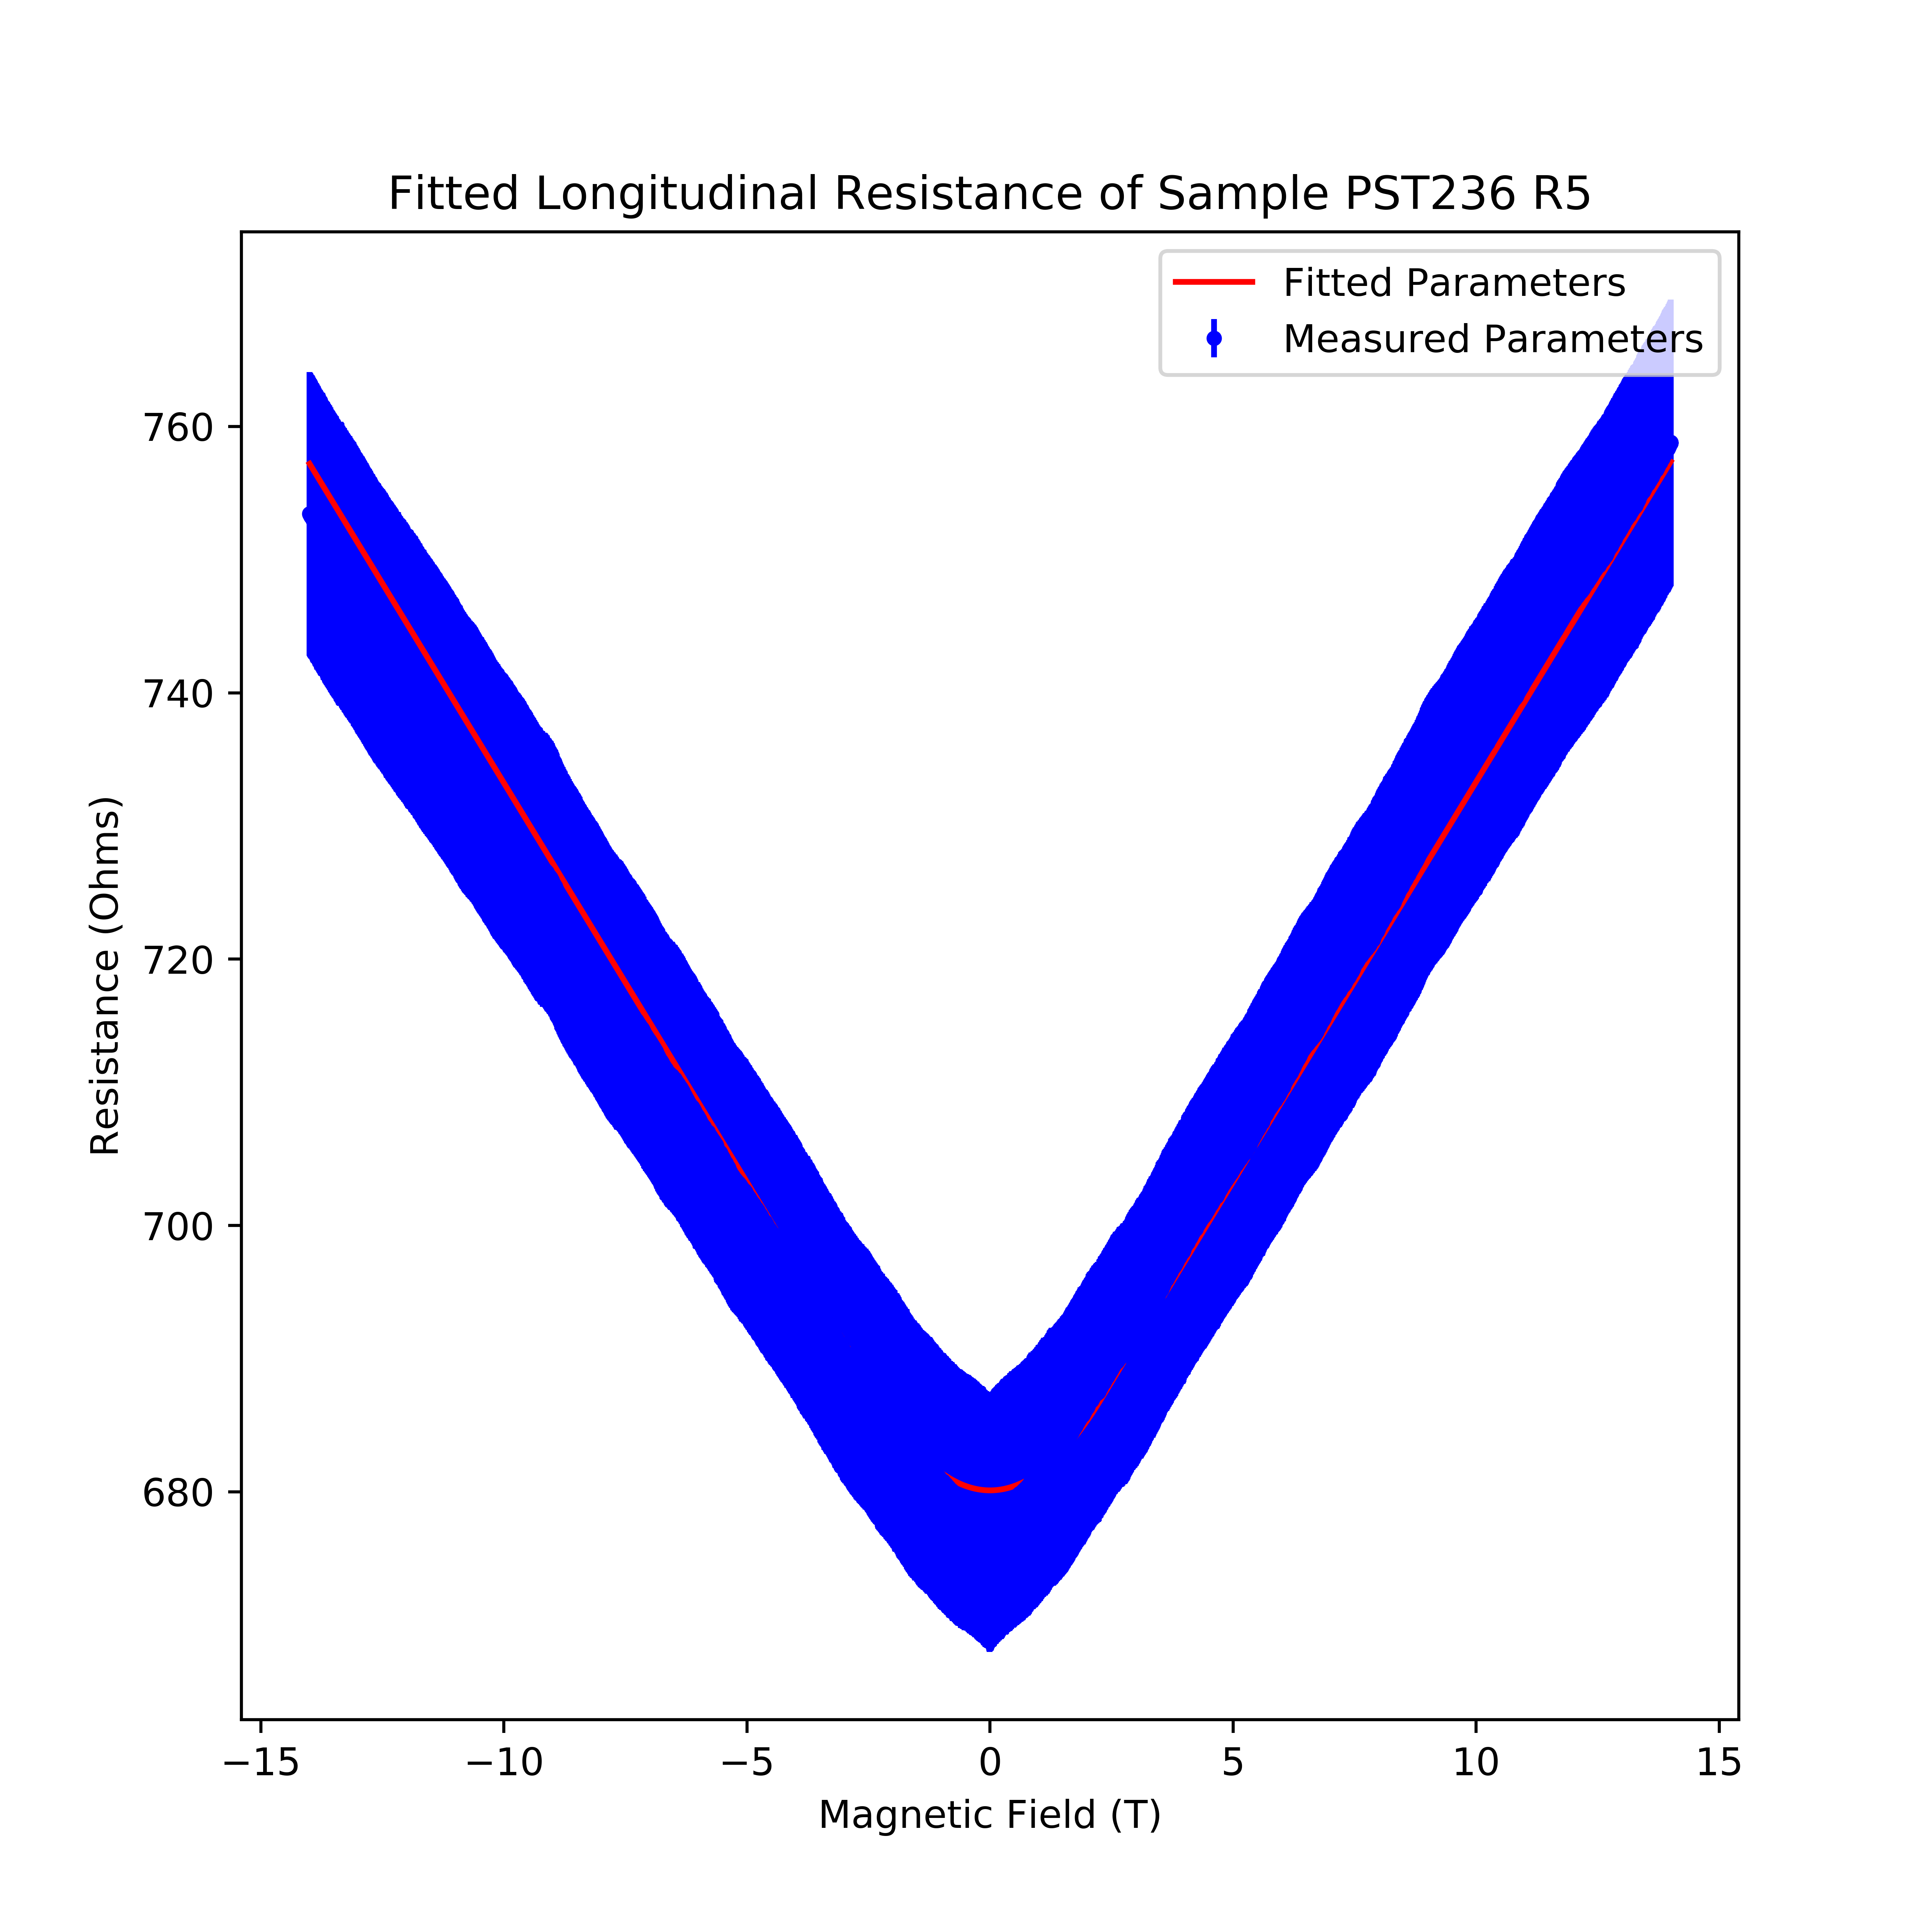 Fitted Longitudinal Resistance of Sample PST236 R5
Fitted Parameters
Measured Parameters
760
740
720
700
680
Resistance (Ohms)
−15 −10 −5 0 5 10 15
Magnetic Field (T)